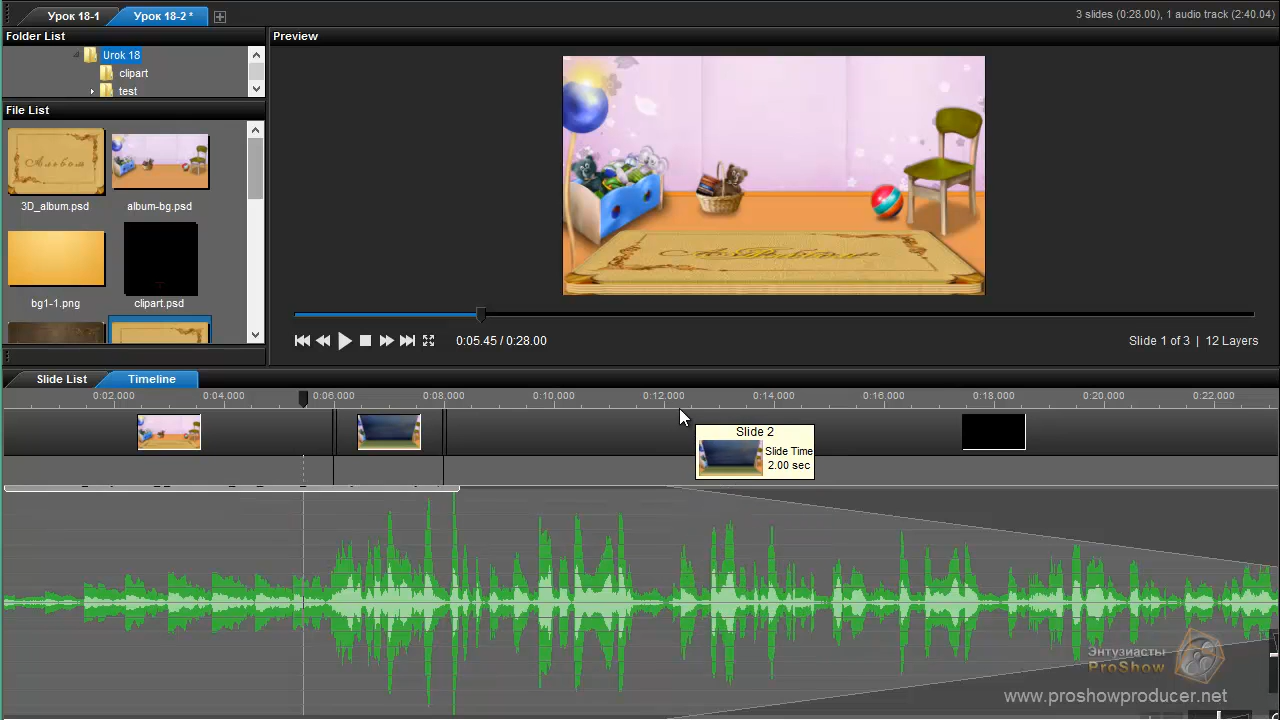 Урок 18-1
Урок 18-2 *
3 slides (0:28.00), 1 audio track (2:40.04)
Folder List
Urok 18
clipart
test
File List
Альбом
3D_album.psd
album-bg.psd
bg1-1.png
clipart.psd
Preview
0:05.45 / 0:28.00
Slide 1 of 3 | 12 Layers
Slide List
Timeline
0:02.000
0:04.000
0:06.000
0:08.000
0:10.000
0:12.000
0:14.000
0:16.000
0:18.000
0:20.000
0:22.000
Slide 2
Slide Time
2.00 sec
Энтузиасты
ProShow
www.proshowproducer.net